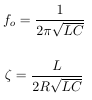 f_o = \frac{1}{2\pi\sqrt{LC}}
\zeta = \frac{L}{2R\sqrt{LC}}